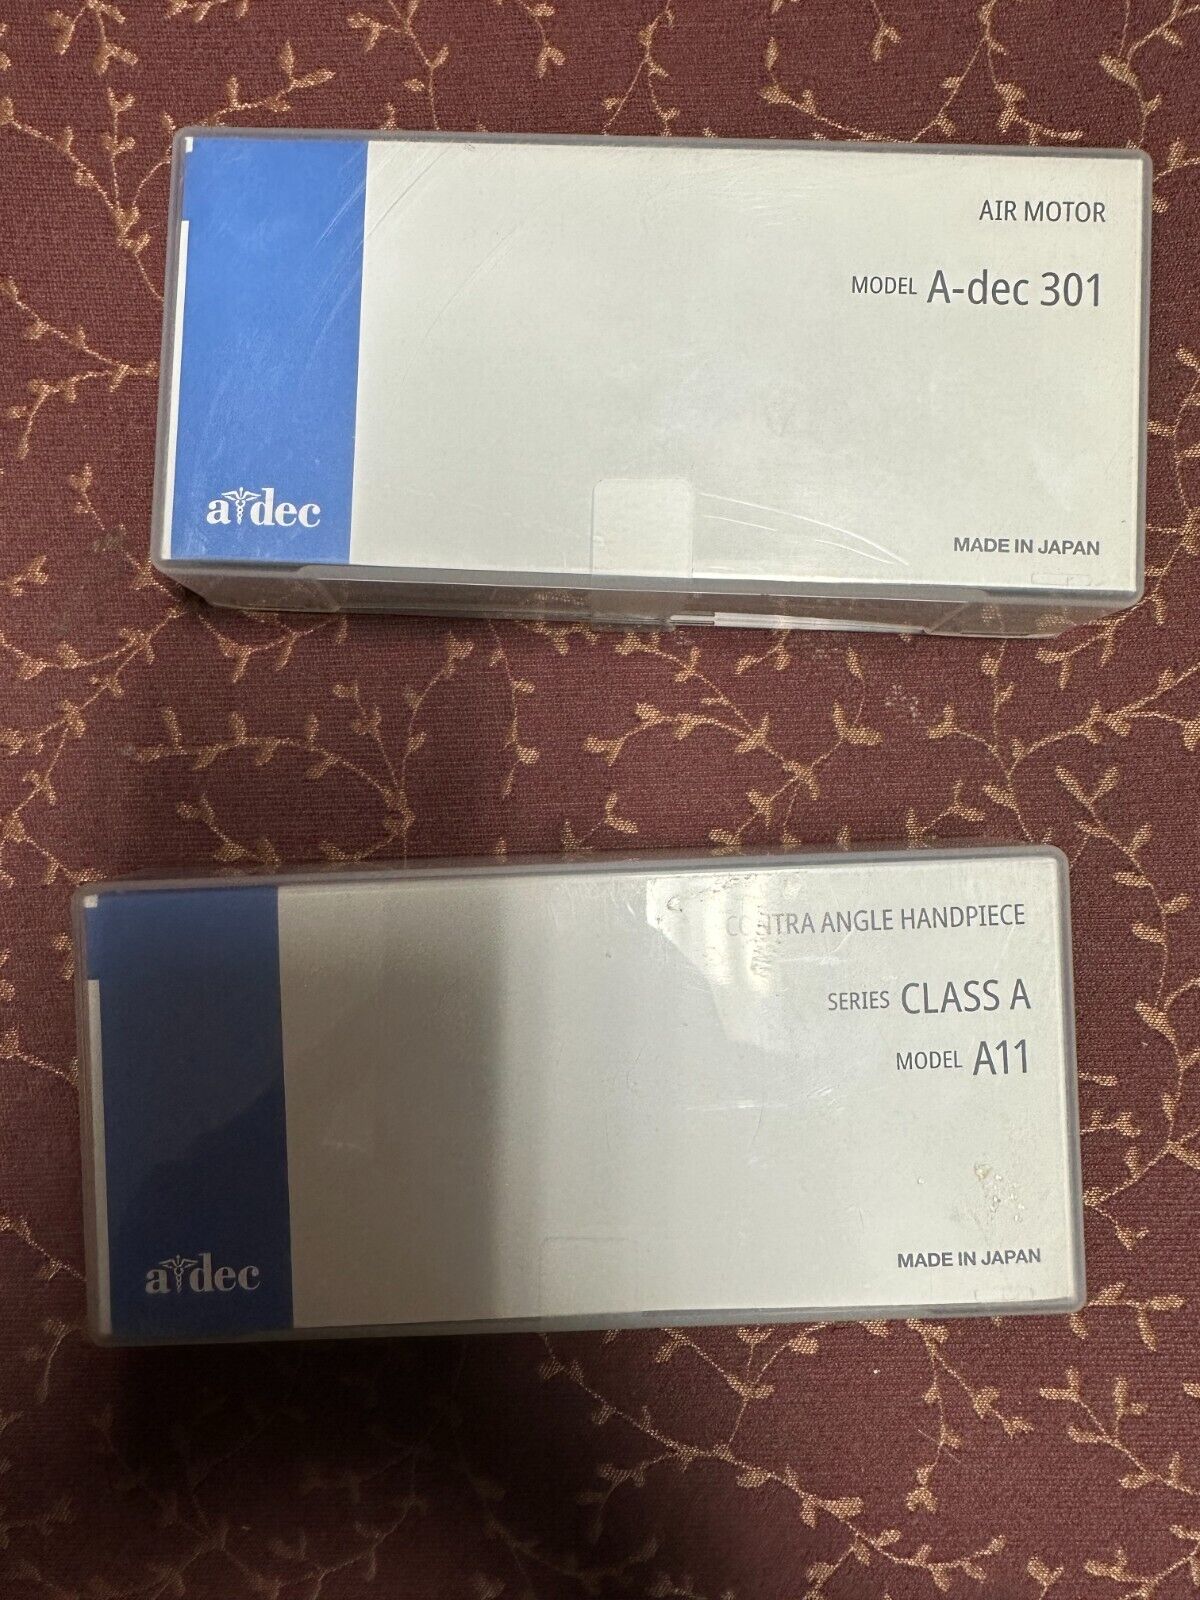 AIR MOTOR
MODEL A-dec 301
a dec
MADE IN JAPAN
CONTRA ANGLE HANDPIECE
SERIES CLASS A
MODEL A11
a dec
MADE IN JAPAN